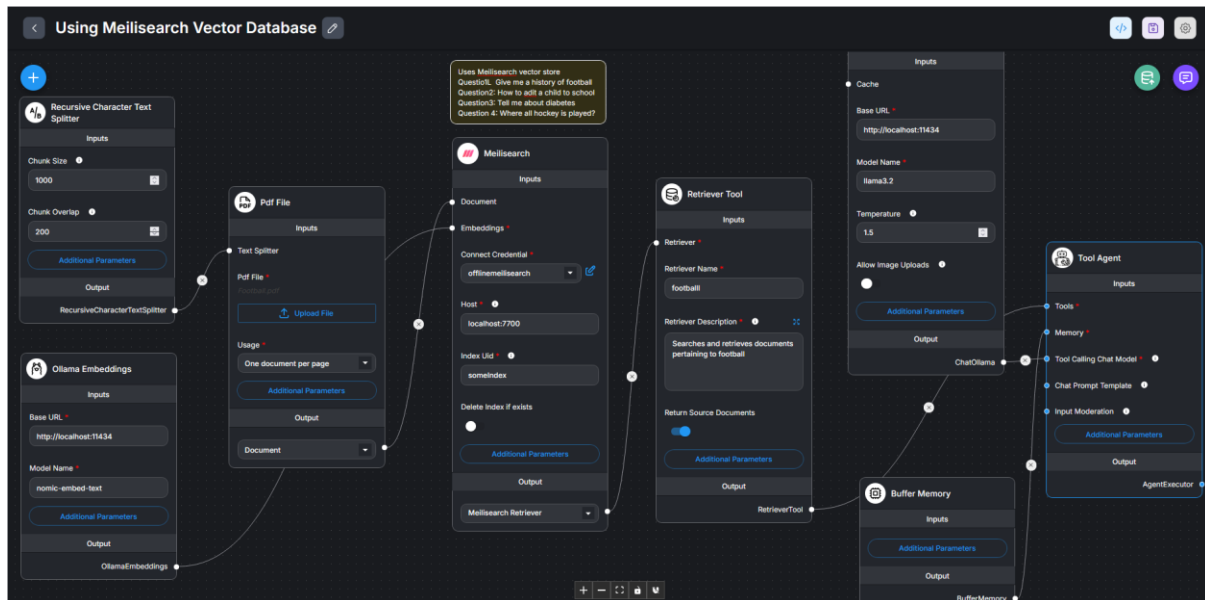 Using Meilisearch Vector Database
Uses Meilisearch vector store
Questio1L Give me a history of football
Question2: How to adit a child to school
Question3: Tell me about diabetes
Question 4: Where all hockey is played?
Recursive Character Text
Splitter
Inputs
Chunk Size *
1000
Chunk Overlap
200
Additional Parameters
Output
RecursiveCharacterTextSplitter
Ollama Embeddings
Inputs
Base URL *
http://localhost:11434
Model Name *
nomic-embed-text
Additional Parameters
Output
OllamaEmbeddings
PDF
Pdf File
Inputs
Text Splitter
Pdf File *
Football.pdf
Upload File
Usage *
One document per page
Additional Parameters
Output
Document
Meilisearch
Inputs
Document
Embeddings *
Connect Credential *
offlinemeilisearch
Host *
localhost:7700
Index Uid *
someIndex
Delete Index if exists
Additional Parameters
Output
Meilisearch Retriever
Retriever Tool
Inputs
Retriever *
Retriever Name *
footballl
Retriever Description *
Searches and retrieves documents
pertaining to football
Return Source Documents
Additional Parameters
Output
RetrieverTool
Inputs
Cache
Base URL *
http://localhost:11434
Model Name *
llama3.2
Temperature
1.5
Allow Image Uploads
Additional Parameters
Output
ChatOllama
Buffer Memory
Inputs
Additional Parameters
Output
BufferMemory
Tool Agent
Inputs
Tools *
Memory *
Tool Calling Chat Model *
Chat Prompt Template
Input Moderation
Additional Parameters
Output
AgentExecutor